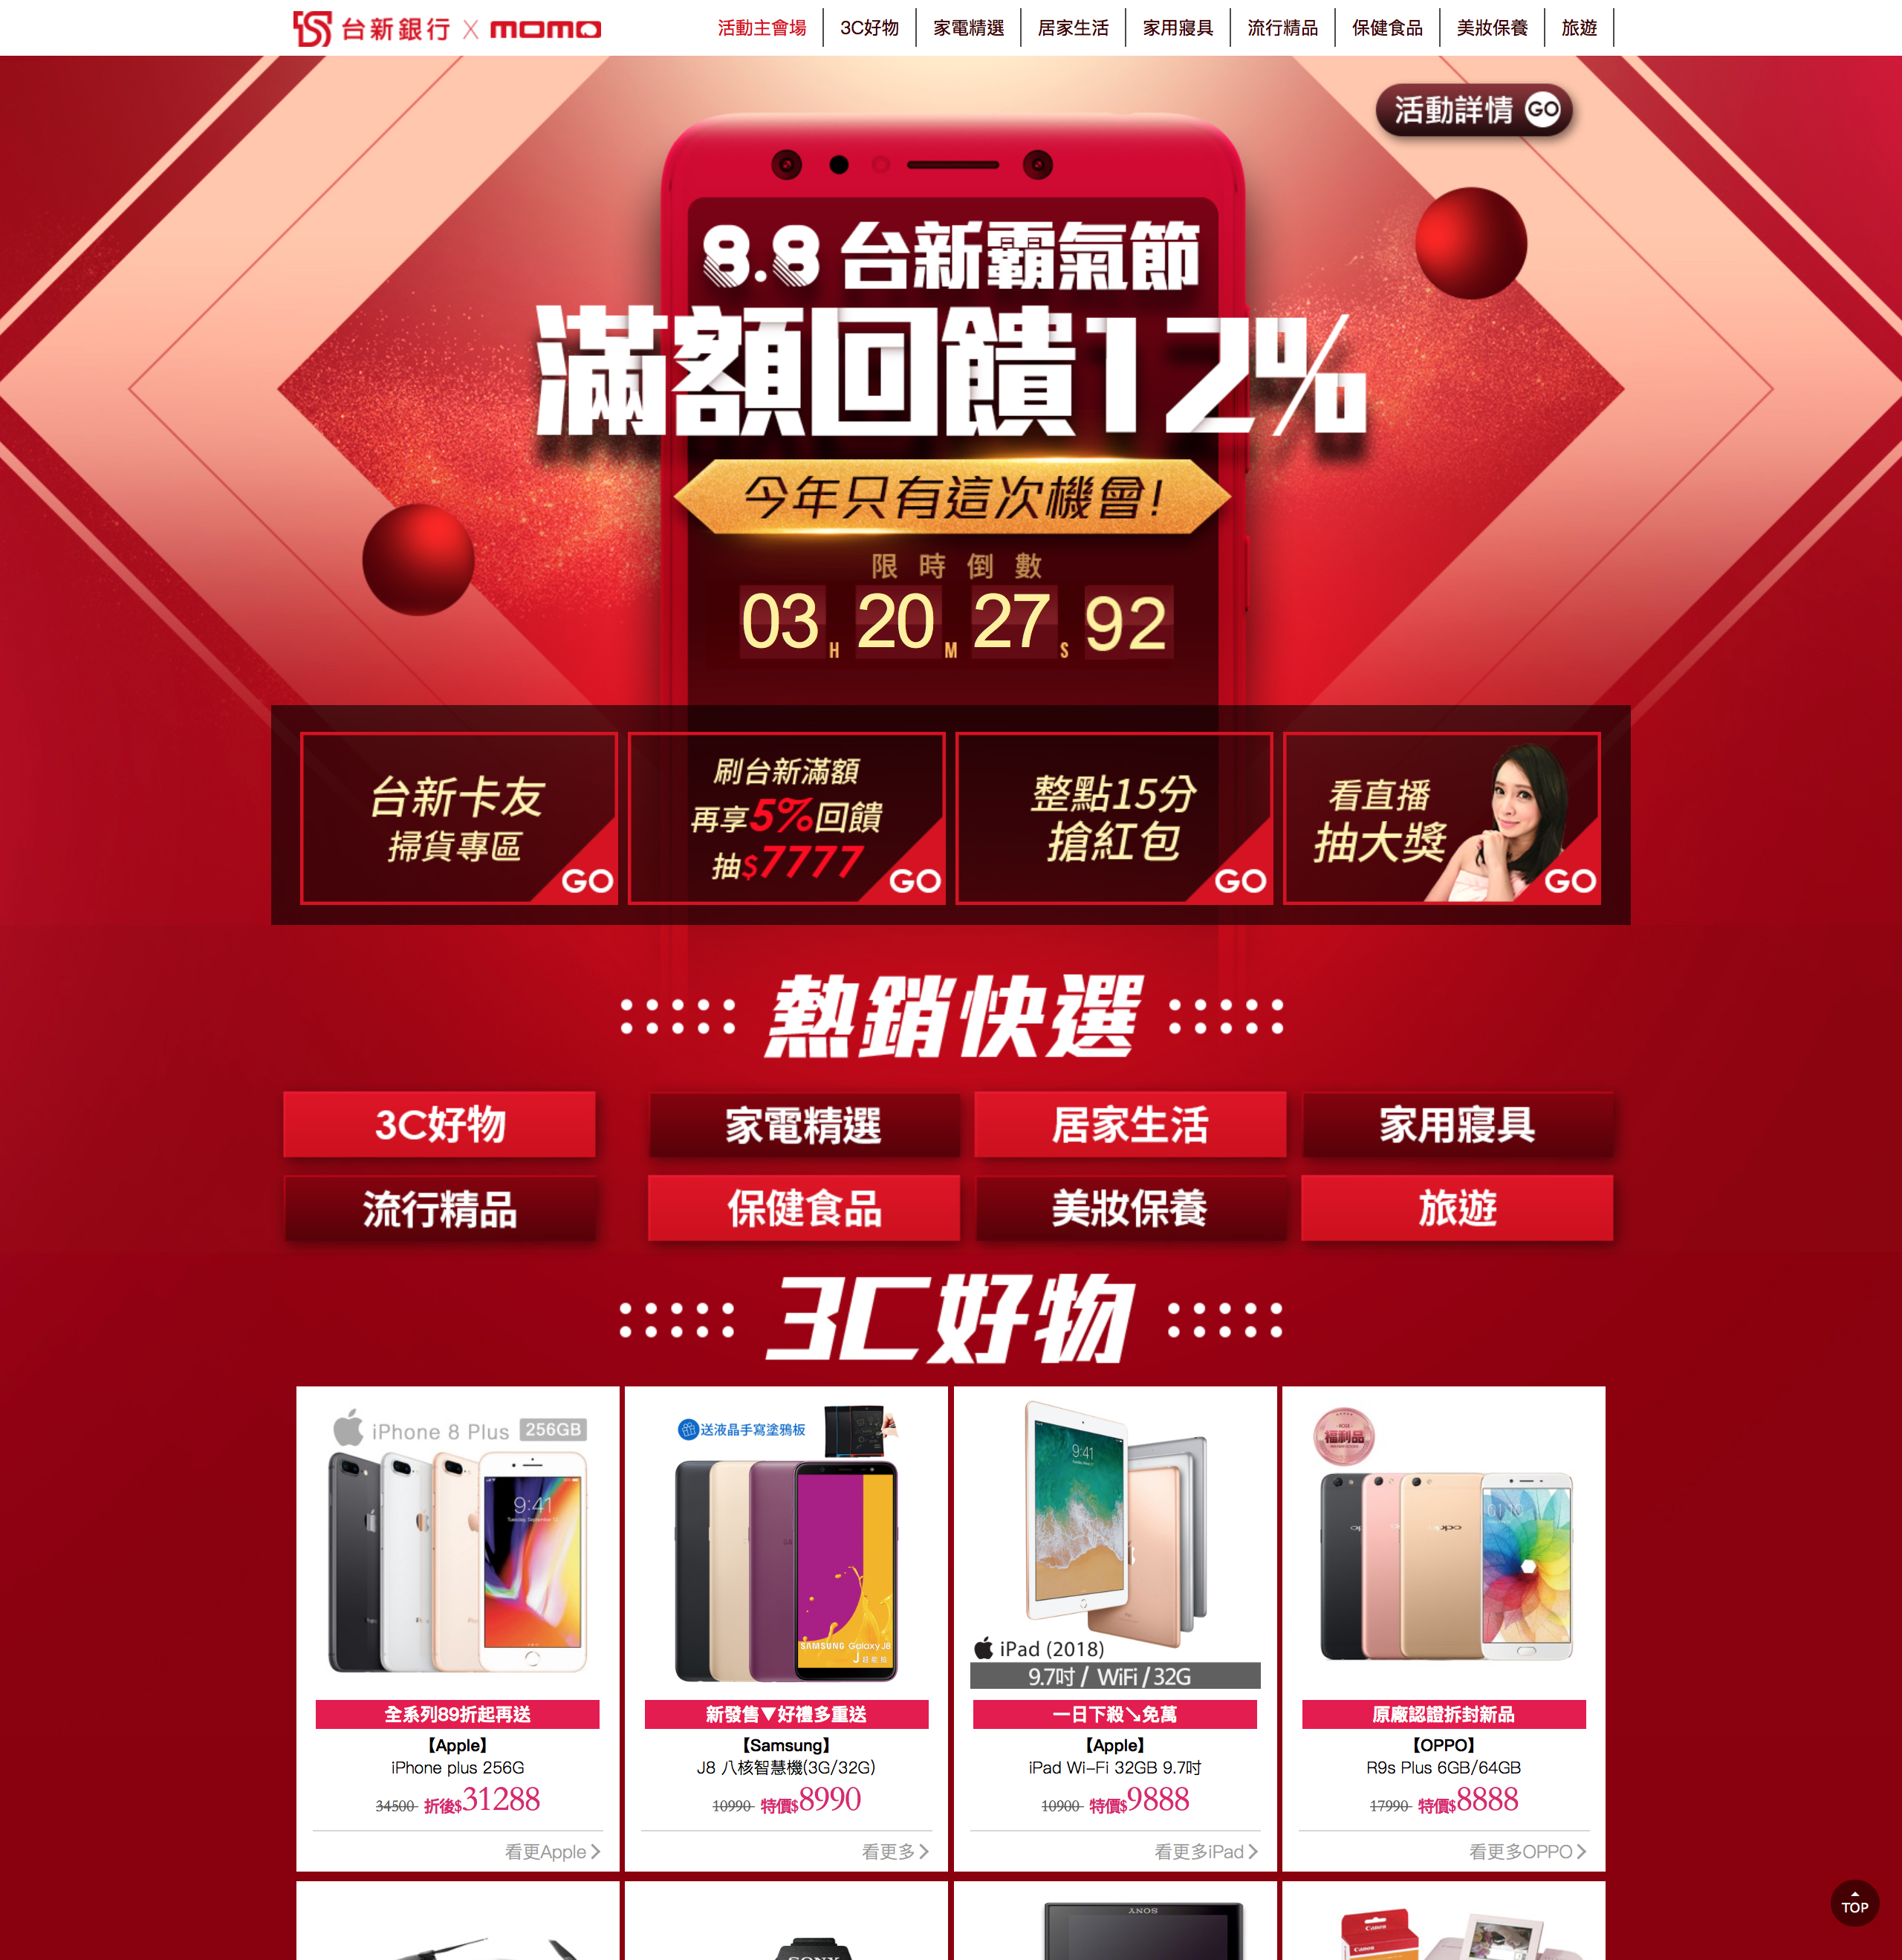 台新銀行 X momo
活動主會場
3C好物
家電精選
居家生活
家用寢具
流行精品
保健食品
美妝保養
旅遊
活動詳情 GO
8.8 台新霸氣節
滿額回饋12%
今年只有這次機會!
限時倒數
03 H 20 M 27 S 92
台新卡友
掃貨專區
GO
刷台新滿額
再享5%回饋
抽$7777
GO
整點15分
搶紅包
GO
看直播
抽大獎
GO
熱銷快選
3C好物
家電精選
居家生活
家用寢具
流行精品
保健食品
美妝保養
旅遊
3C好物
iPhone 8 Plus 256GB
9:41
全系列89折起再送
【Apple】
iPhone plus 256G
34500 折後$31288
看更Apple
送液晶手寫塗鴉板
SAMSUNG Galaxy J8
新發售▼好禮多重送
【Samsung】
J8 八核智慧機(3G/32G)
10990 特價$8990
看更多
9:41
iPad (2018)
9.7吋 / WiFi / 32G
一日下殺↘免萬
【Apple】
iPad Wi-Fi 32GB 9.7吋
10900 特價$9888
看更多iPad
福利品
oppo
原廠認證拆封新品
【OPPO】
R9s Plus 6GB/64GB
17990 特價$8888
看更多OPPO
SONY
SONY
Canon
Canon
TOP